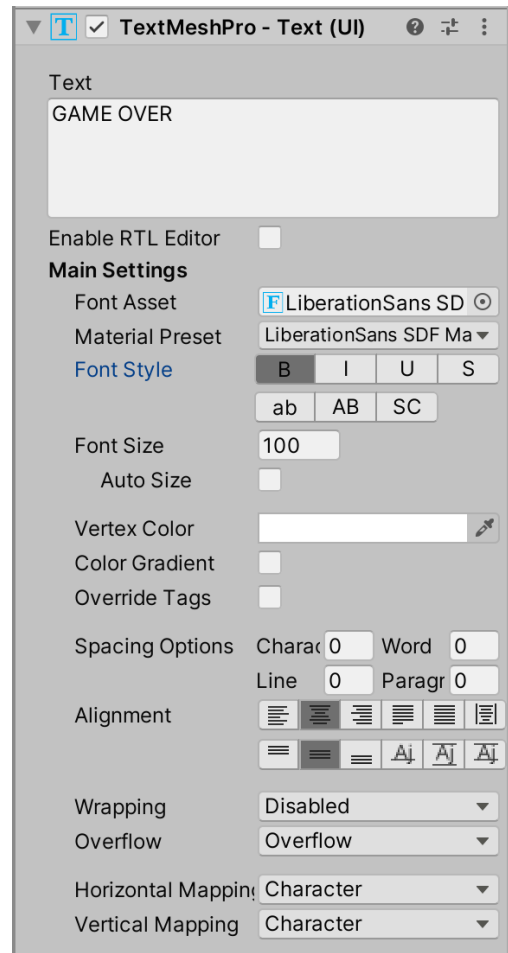 TextMeshPro - Text (UI)
Text
GAME OVER
Enable RTL Editor
Main Settings
Font Asset F LiberationSans SD
Material Preset LiberationSans SDF Ma
Font Style B I U S
ab AB SC
Font Size 100
Auto Size
Vertex Color
Color Gradient
Override Tags
Spacing Options Charac 0 Word 0
Line 0 Paragr 0
Alignment
Wrapping Disabled
Overflow Overflow
Horizontal Mapping Character
Vertical Mapping Character